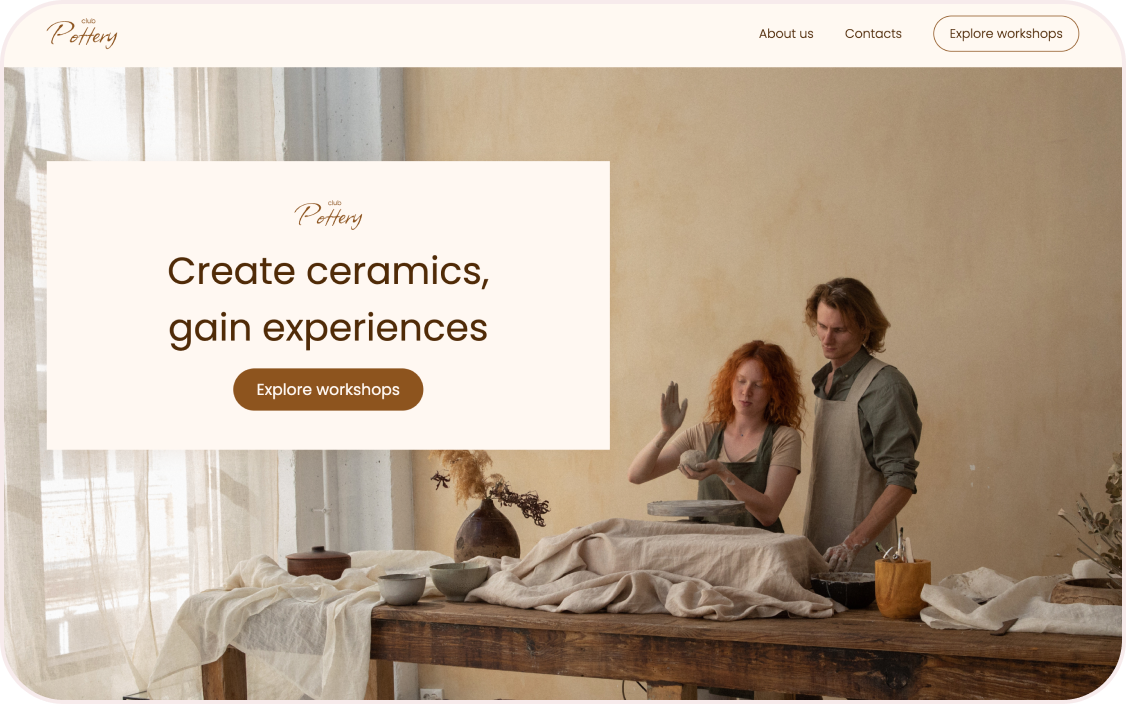 club
Pottery
About us
Contacts
Explore workshops
club
Pottery
Create ceramics,
gain experiences
Explore workshops